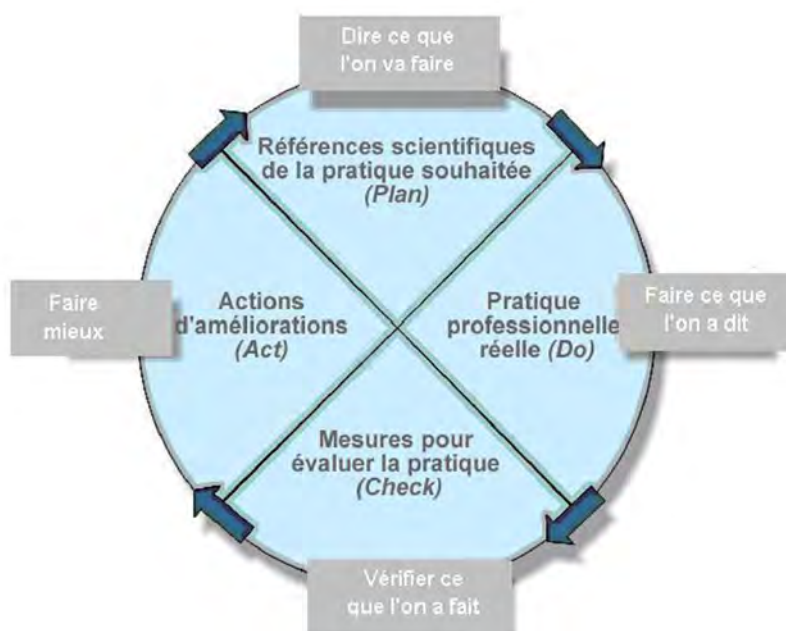 Dire ce que
l'on va faire
Références scientifiques
de la pratique souhaitée
(Plan)
Faire
mieux
Actions
d'améliorations
(Act)
Pratique
professionnelle
réelle (Do)
Faire ce que
l'on a dit
Mesures pour
évaluer la pratique
(Check)
Vérifier ce
que l'on a fait